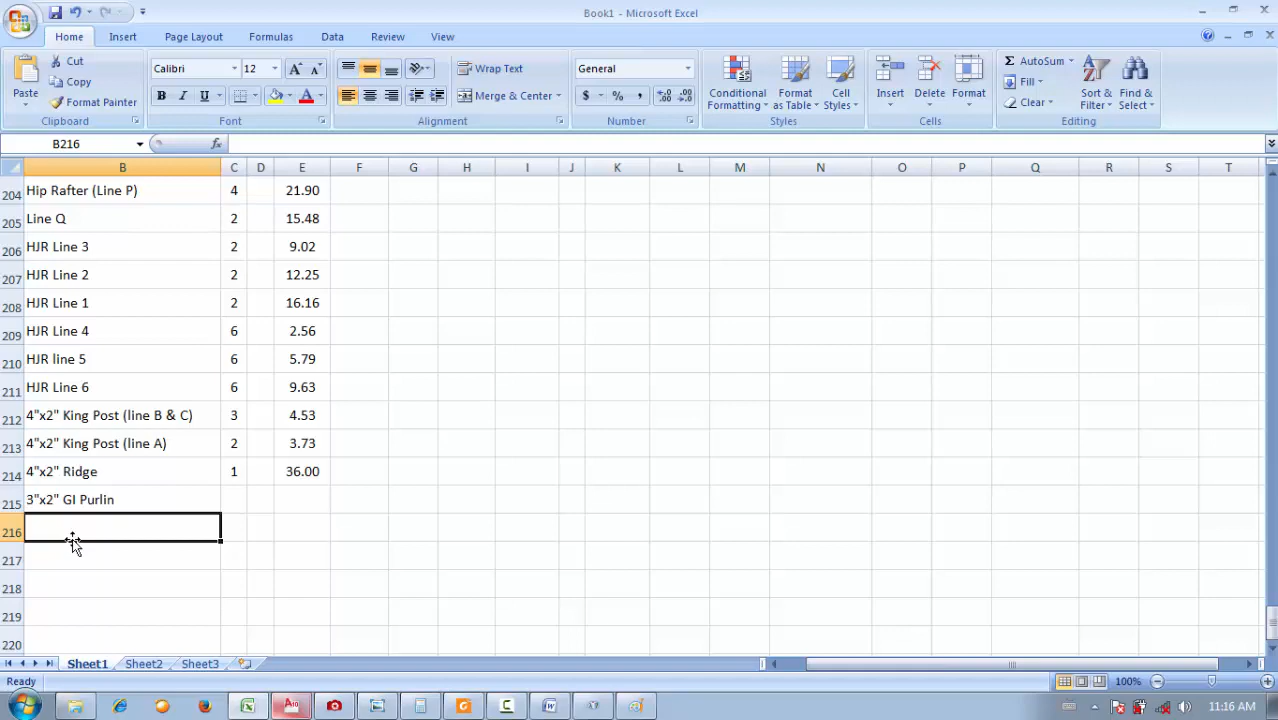 Book1 - Microsoft Excel
Home Insert Page Layout Formulas Data Review View
Paste Cut Calibri 12 Wrap Text General Conditional Formatting Format as Table Cell Styles Insert Delete Format Σ AutoSum Fill Clear Sort & Filter Find & Select
Copy
Format Painter B I U A Merge & Center $ % ,
Clipboard Font Alignment Number Styles Cells Editing
B216 fx
B C D E F G H I J K L M N O P Q R S T
204 Hip Rafter (Line P) 4 21.90
205 Line Q 2 15.48
206 HJR Line 3 2 9.02
207 HJR Line 2 2 12.25
208 HJR Line 1 2 16.16
209 HJR Line 4 6 2.56
210 HJR line 5 6 5.79
211 HJR Line 6 6 9.63
212 4"x2" King Post (line B & C) 3 4.53
213 4"x2" King Post (line A) 2 3.73
214 4"x2" Ridge 1 36.00
215 3"x2" GI Purlin
216
217
218
219
220
Sheet1 Sheet2 Sheet3
Ready 100%
11:16 AM